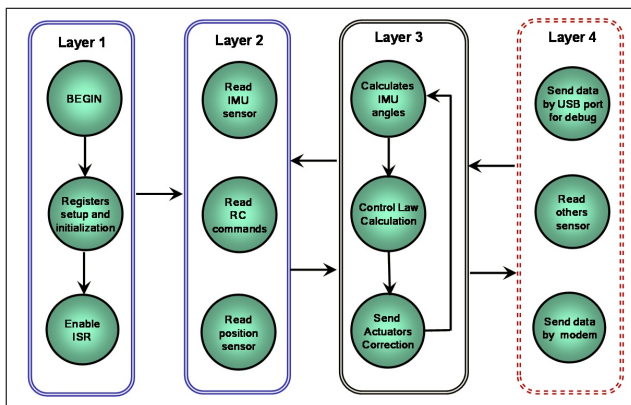 Layer 1
BEGIN
Registers
setup and
initialization
Enable
ISR
Layer 2
Read
IMU
sensor
Read
RC
commands
Read
position
sensor
Layer 3
Calculates
IMU
angles
Control Law
Calculation
Send
Actuators
Correction
Layer 4
Send data
by USB port
for debug
Read
others
sensor
Send data
by modem